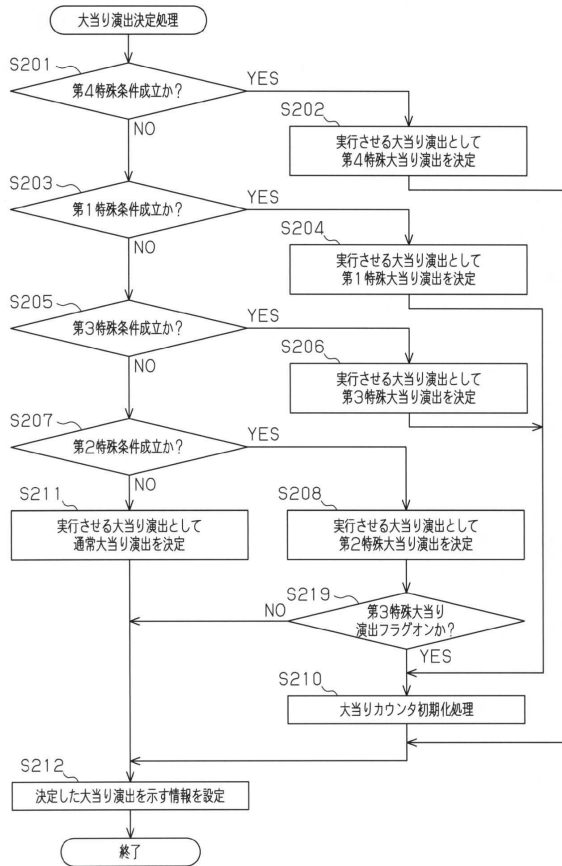 大当り演出決定処理
S201
第4特殊条件成立か?
YES
NO
S202
実行させる大当り演出として
第4特殊大当り演出を決定
S203
第1特殊条件成立か?
YES
NO
S204
実行させる大当り演出として
第1特殊大当り演出を決定
S205
第3特殊条件成立か?
YES
NO
S206
実行させる大当り演出として
第3特殊大当り演出を決定
S207
第2特殊条件成立か?
YES
NO
S211
実行させる大当り演出として
通常大当り演出を決定
S208
実行させる大当り演出として
第2特殊大当り演出を決定
S219
第3特殊大当り
演出フラグオンか?
NO
YES
S210
大当りカウンタ初期化処理
S212
決定した大当り演出を示す情報を設定
終了